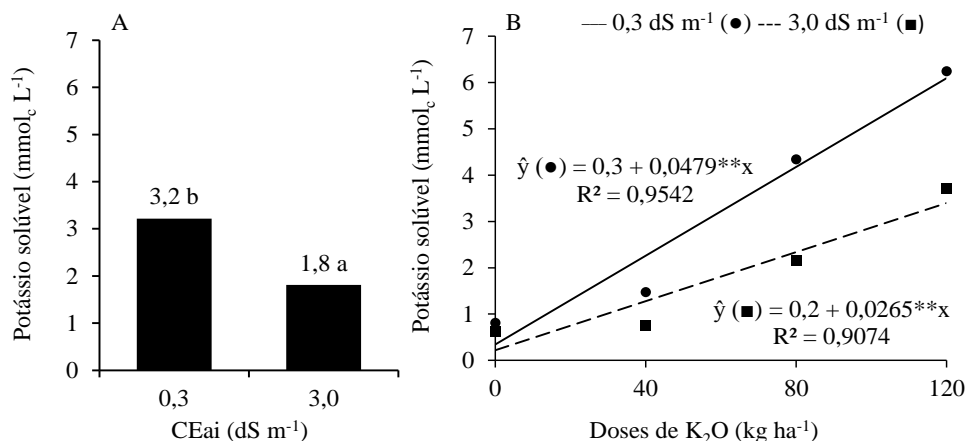 A
Potássio solúvel (mmol_c L⁻¹)
7
6
5
4
3
2
1
0
3,2 b
1,8 a
0,3
3,0
CEai (dS m⁻¹)
B
— 0,3 dS m⁻¹ (●) --- 3,0 dS m⁻¹ (■)
Potássio solúvel (mmol_c L⁻¹)
7
6
5
4
3
2
1
0
ŷ (●) = 0,3 + 0,0479**x
R² = 0,9542
ŷ (■) = 0,2 + 0,0265**x
R² = 0,9074
0
40
80
120
Doses de K₂O (kg ha⁻¹)